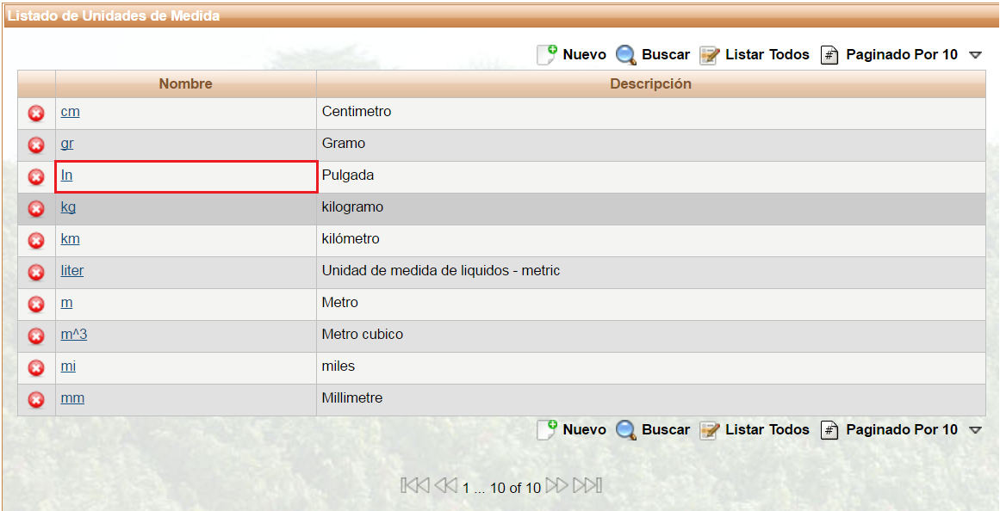 Listado de Unidades de Medida
Nuevo Buscar Listar Todos # Paginado Por 10
Nombre Descripción
cm Centimetro
gr Gramo
In Pulgada
kg kilogramo
km kilómetro
liter Unidad de medida de liquidos - metric
m Metro
m^3 Metro cubico
mi miles
mm Millimetre
Nuevo Buscar Listar Todos # Paginado Por 10
1 ... 10 of 10